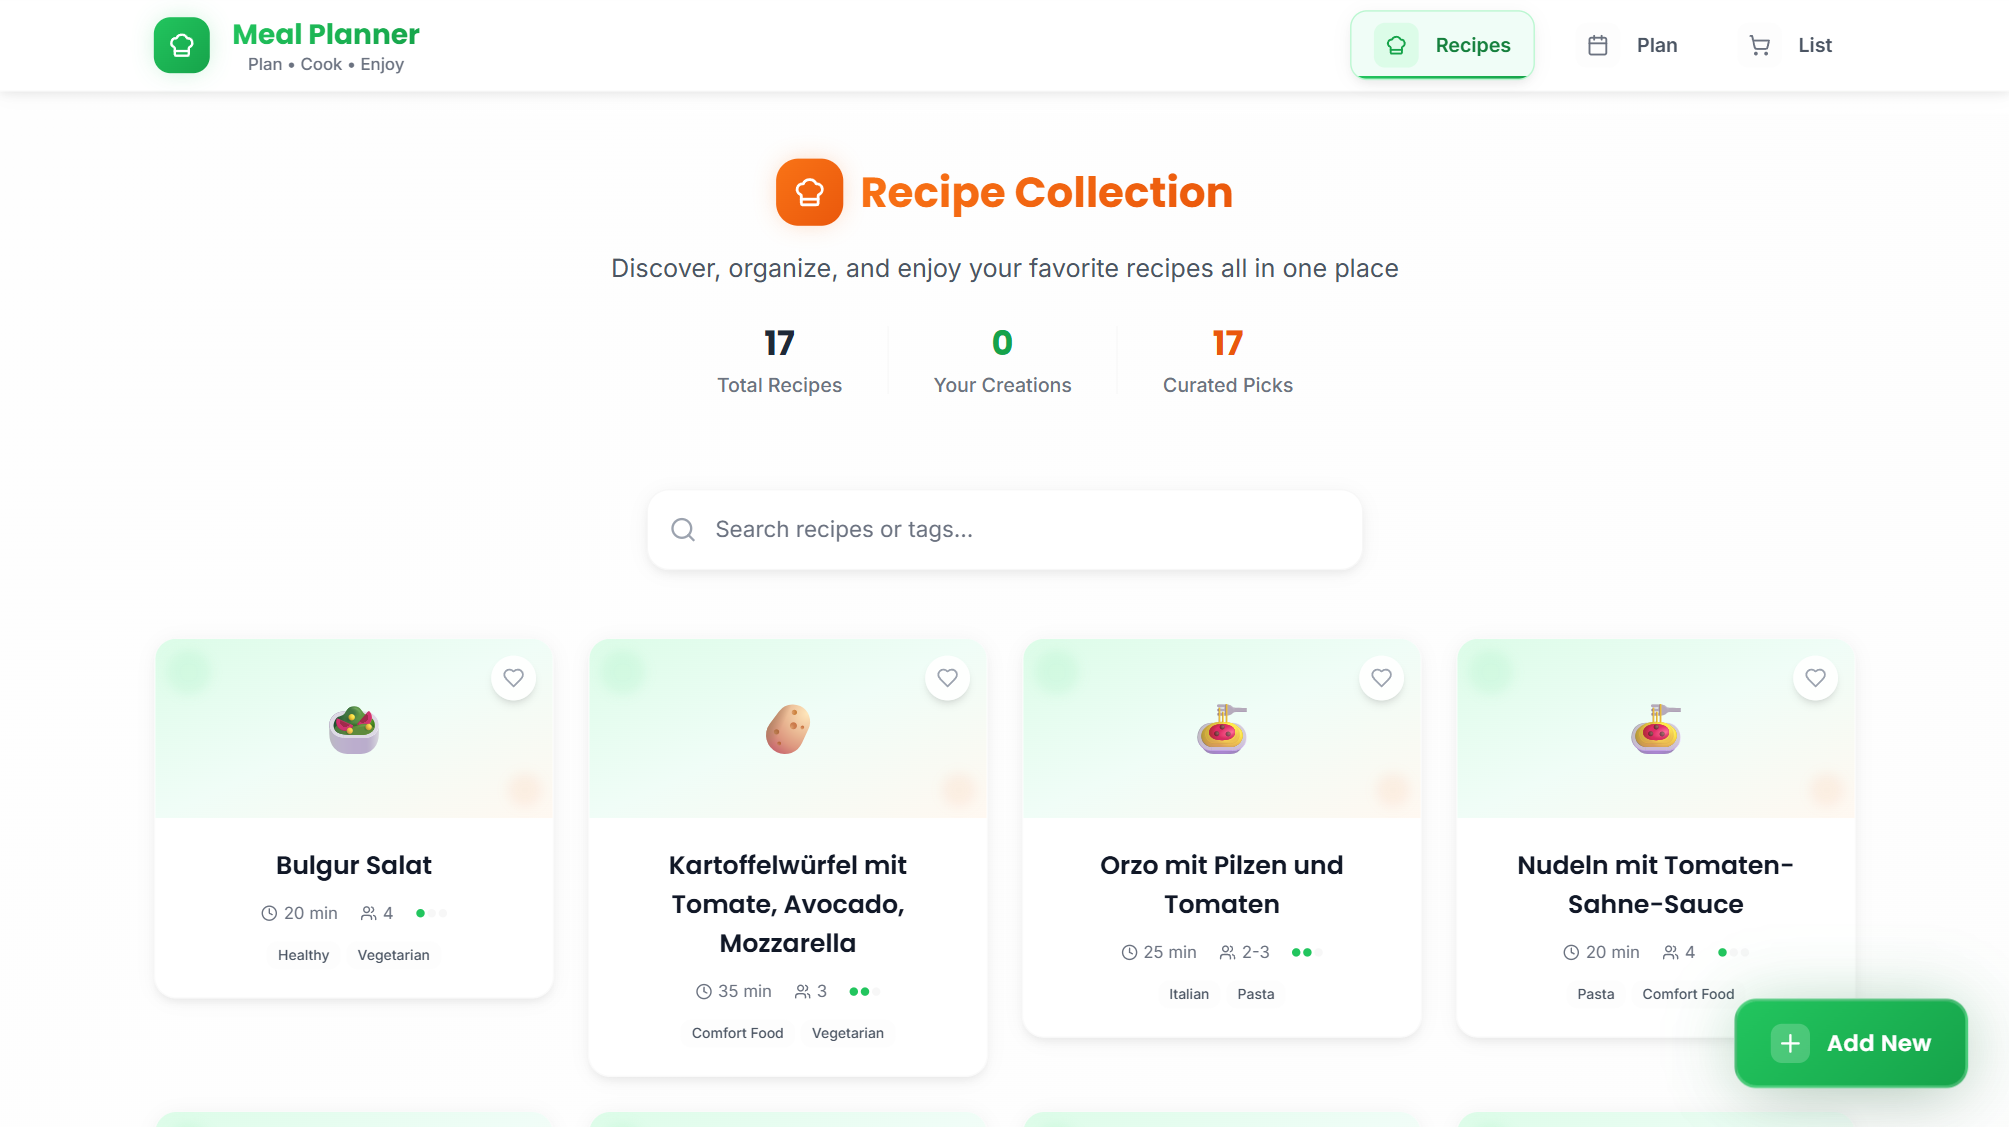 Meal Planner
Plan • Cook • Enjoy
Recipes
Plan
List
Recipe Collection
Discover, organize, and enjoy your favorite recipes all in one place
17
Total Recipes
0
Your Creations
17
Curated Picks
Search recipes or tags...
Bulgur Salat
20 min 4
Healthy Vegetarian
Kartoffelwürfel mit
Tomate, Avocado,
Mozzarella
35 min 3
Comfort Food Vegetarian
Orzo mit Pilzen und
Tomaten
25 min 2-3
Italian Pasta
Nudeln mit Tomaten-
Sahne-Sauce
20 min 4
Pasta Comfort Food
Add New